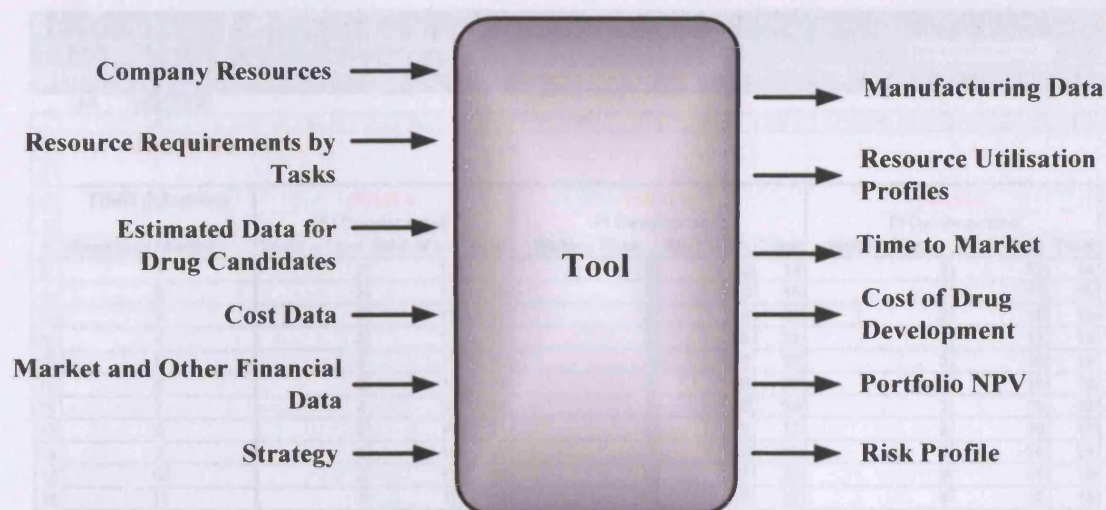 Company Resources
Resource Requirements by
Tasks
Estimated Data for
Drug Candidates
Cost Data
Market and Other Financial
Data
Strategy
Tool
Manufacturing Data
Resource Utilisation
Profiles
Time to Market
Cost of Drug
Development
Portfolio NPV
Risk Profile